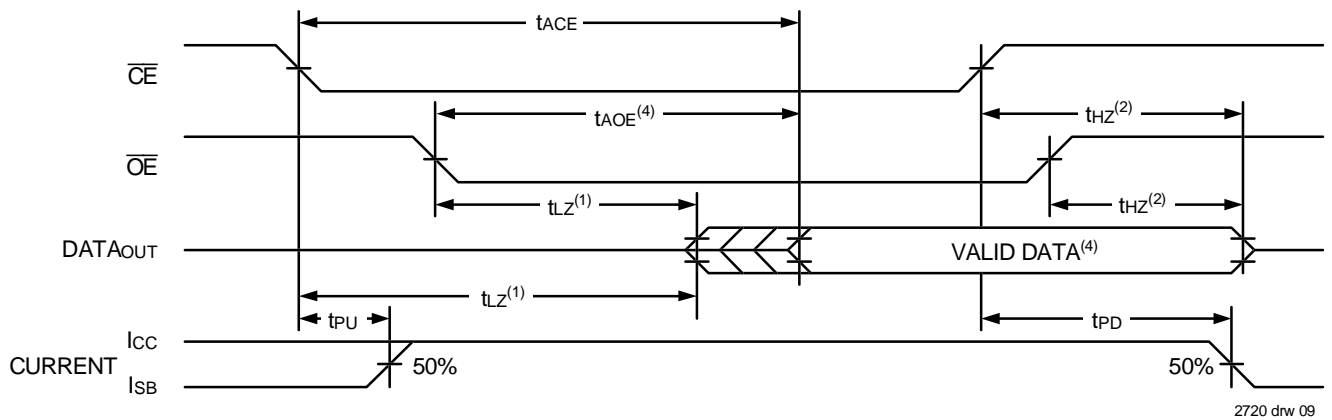 tACE
CE
tAOE(4)
tHZ(2)
OE
tLZ(1)
tHZ(2)
DATAOUT
VALID DATA(4)
tLZ(1)
tPU
tPD
ICC
CURRENT
50%
50%
ISB
2720 drw 09